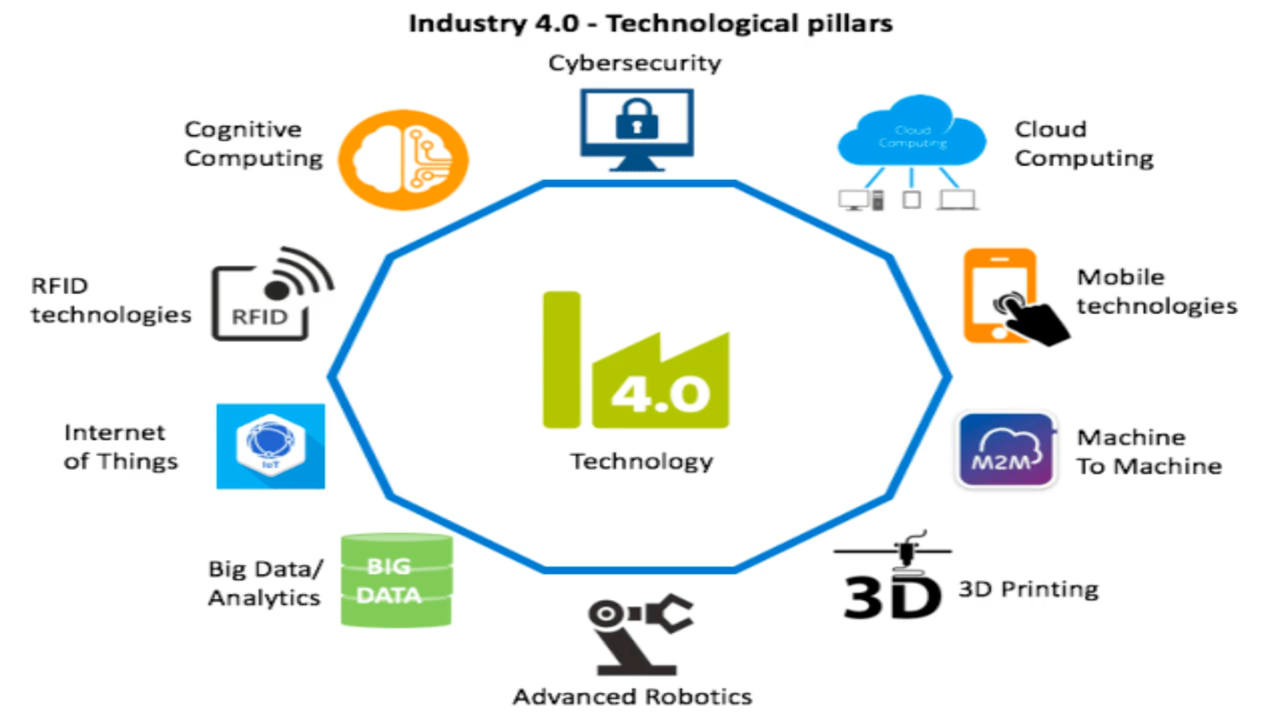 Industry 4.0 - Technological pillars
Cybersecurity
Cognitive
Computing
Cloud
Computing
Cloud
Computing
RFID
technologies
RFID
Mobile
technologies
4.0
Technology
Internet
of Things
IoT
M2M
Machine
To Machine
Big Data/
Analytics
BIG
DATA
3D
3D Printing
Advanced Robotics